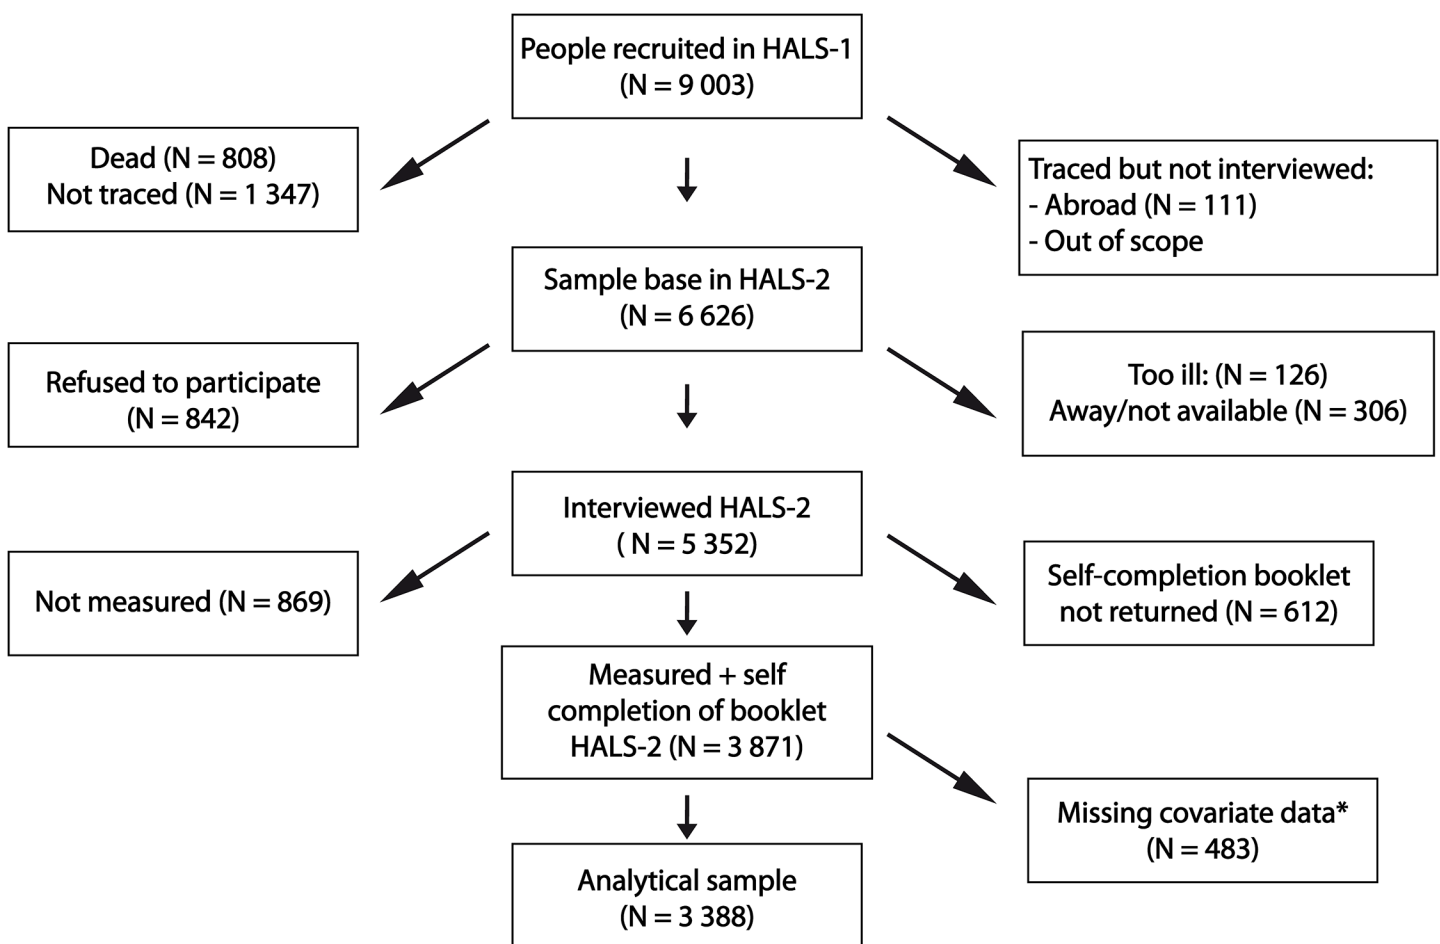 People recruited in HALS-1
(N = 9 003)
Dead (N = 808)
Not traced (N = 1 347)
Traced but not interviewed:
- Abroad (N = 111)
- Out of scope
Sample base in HALS-2
(N = 6 626)
Refused to participate
(N = 842)
Too ill: (N = 126)
Away/not available (N = 306)
Interviewed HALS-2
( N = 5 352)
Not measured (N = 869)
Self-completion booklet
not returned (N = 612)
Measured + self
completion of booklet
HALS-2 (N = 3 871)
Missing covariate data*
(N = 483)
Analytical sample
(N = 3 388)